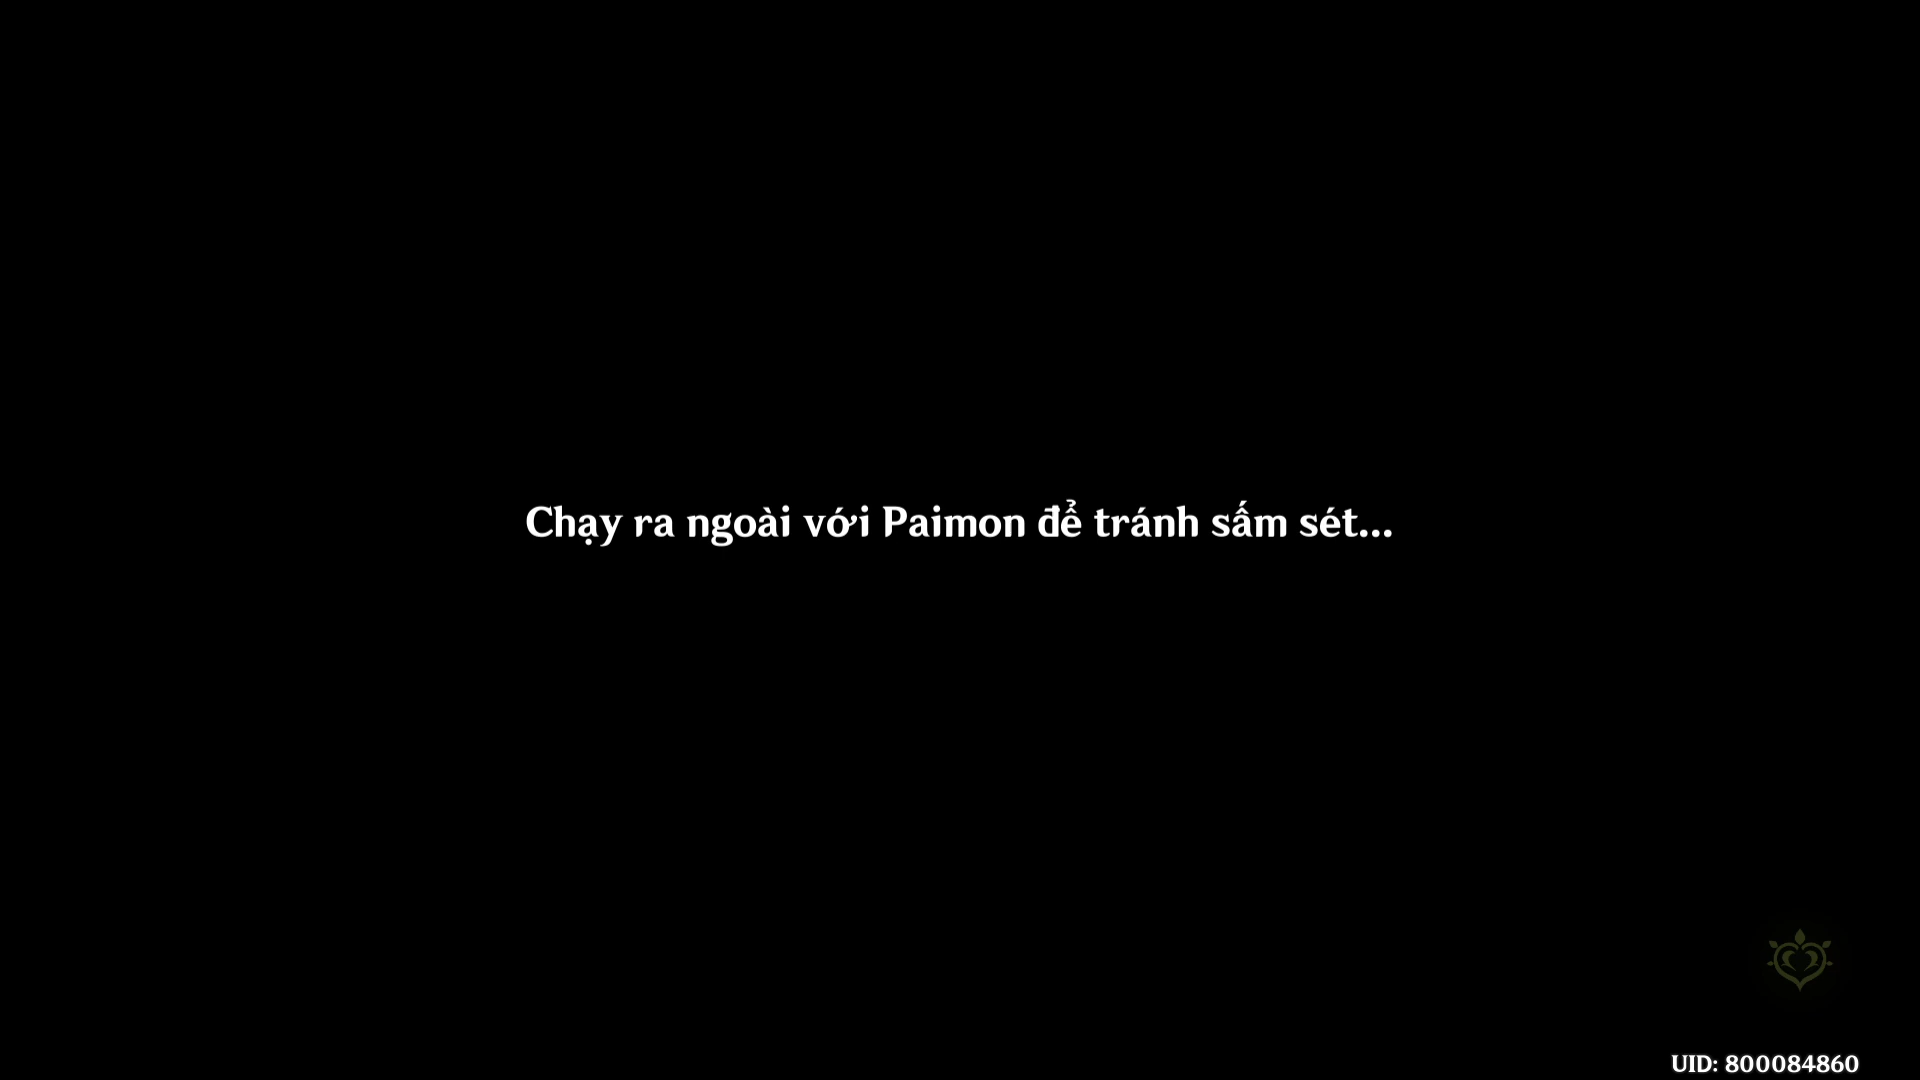 Chạy ra ngoài với Paimon để tránh sấm sét...
UID: 800084860